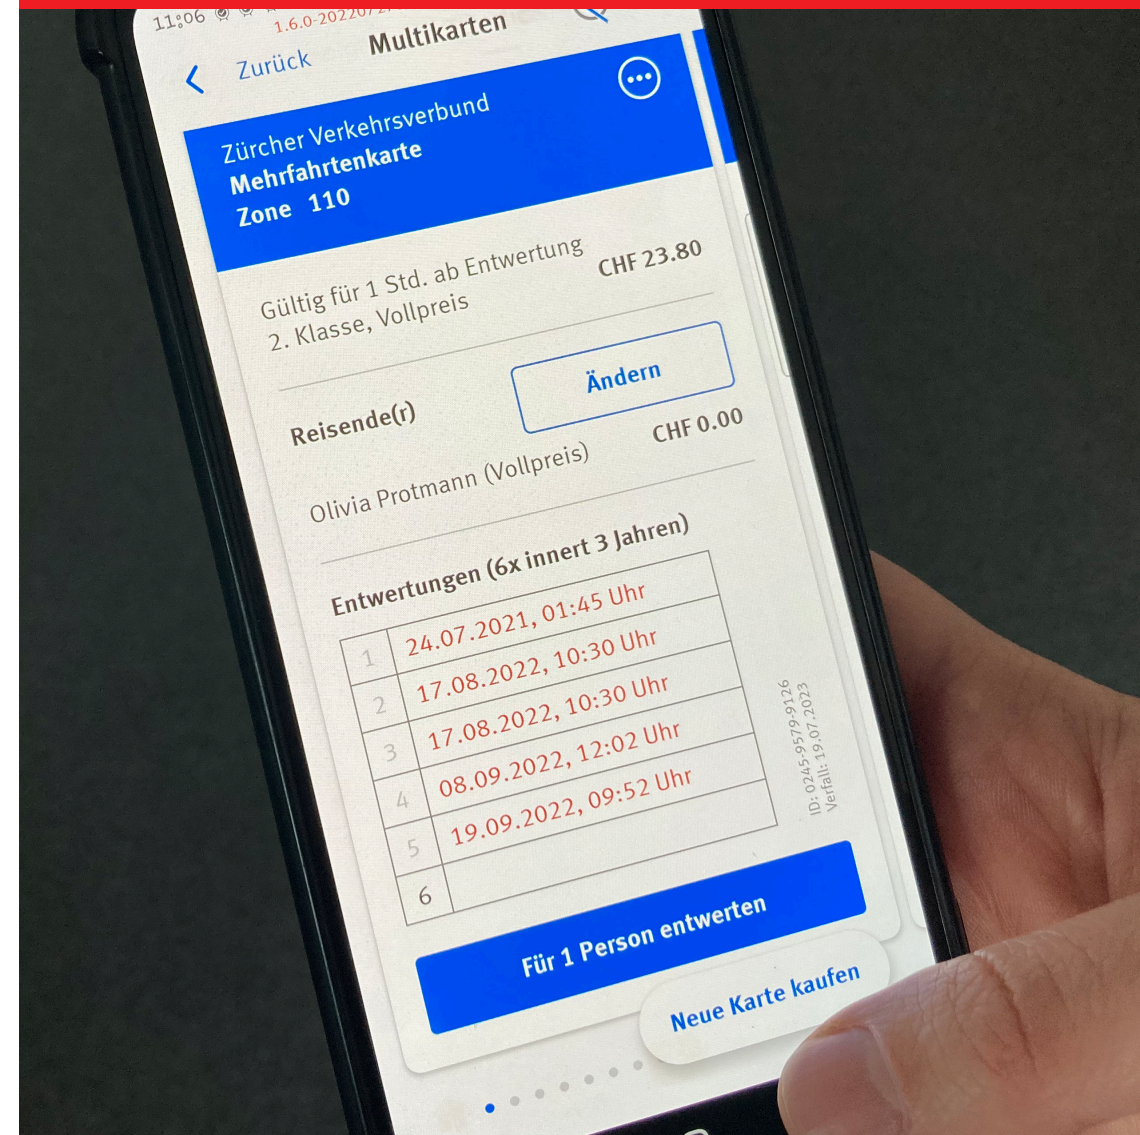 11:06
1.6.0-202207
Zurück
Multikarten
Zürcher Verkehrsverbund
Mehrfahrtenkarte
Zone 110
Gültig für 1 Std. ab Entwertung
2. Klasse, Vollpreis
CHF 23.80
Reisende(r)
Ändern
Olivia Protmann (Vollpreis)
CHF 0.00
Entwertungen (6x innert 3 Jahren)
1 24.07.2021, 01:45 Uhr
2 17.08.2022, 10:30 Uhr
3 17.08.2022, 10:30 Uhr
4 08.09.2022, 12:02 Uhr
5 19.09.2022, 09:52 Uhr
6
ID: 0245-9579-9126
Verfall: 19.07.2023
Für 1 Person entwerten
Neue Karte kaufen